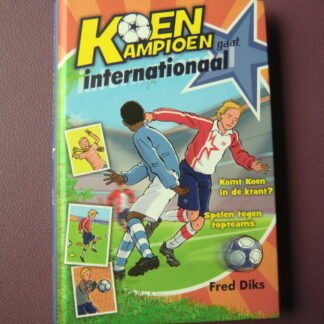 KOEN
KAMPIOEN gaat
internationaal
Komt Koen
in de krant?
Spelen tegen
topteams
Fred Diks